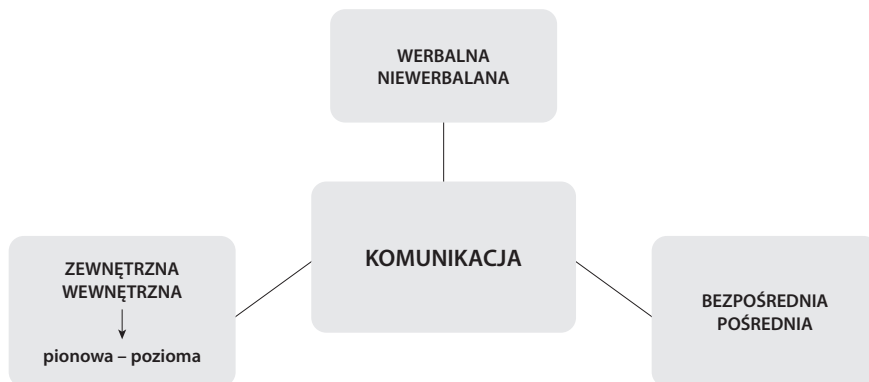 WERBALNA
NIEWERBALANA
KOMUNIKACJA
ZEWNĘTRZNA
WEWNĘTRZNA
pionowa – pozioma
BEZPOŚREDNIA
POŚREDNIA